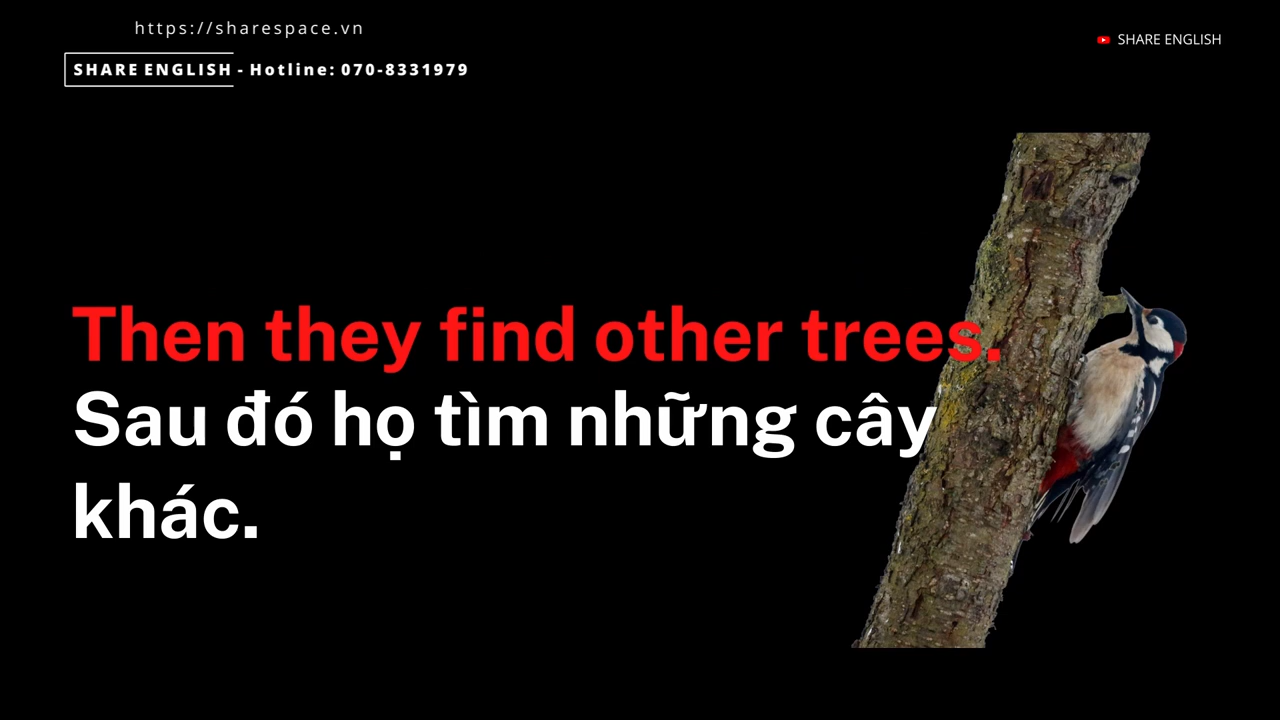 https://sharespace.vn
SHARE ENGLISH - Hotline: 070-8331979
SHARE ENGLISH
Then they find other trees.
Sau đó họ tìm những cây
khác.